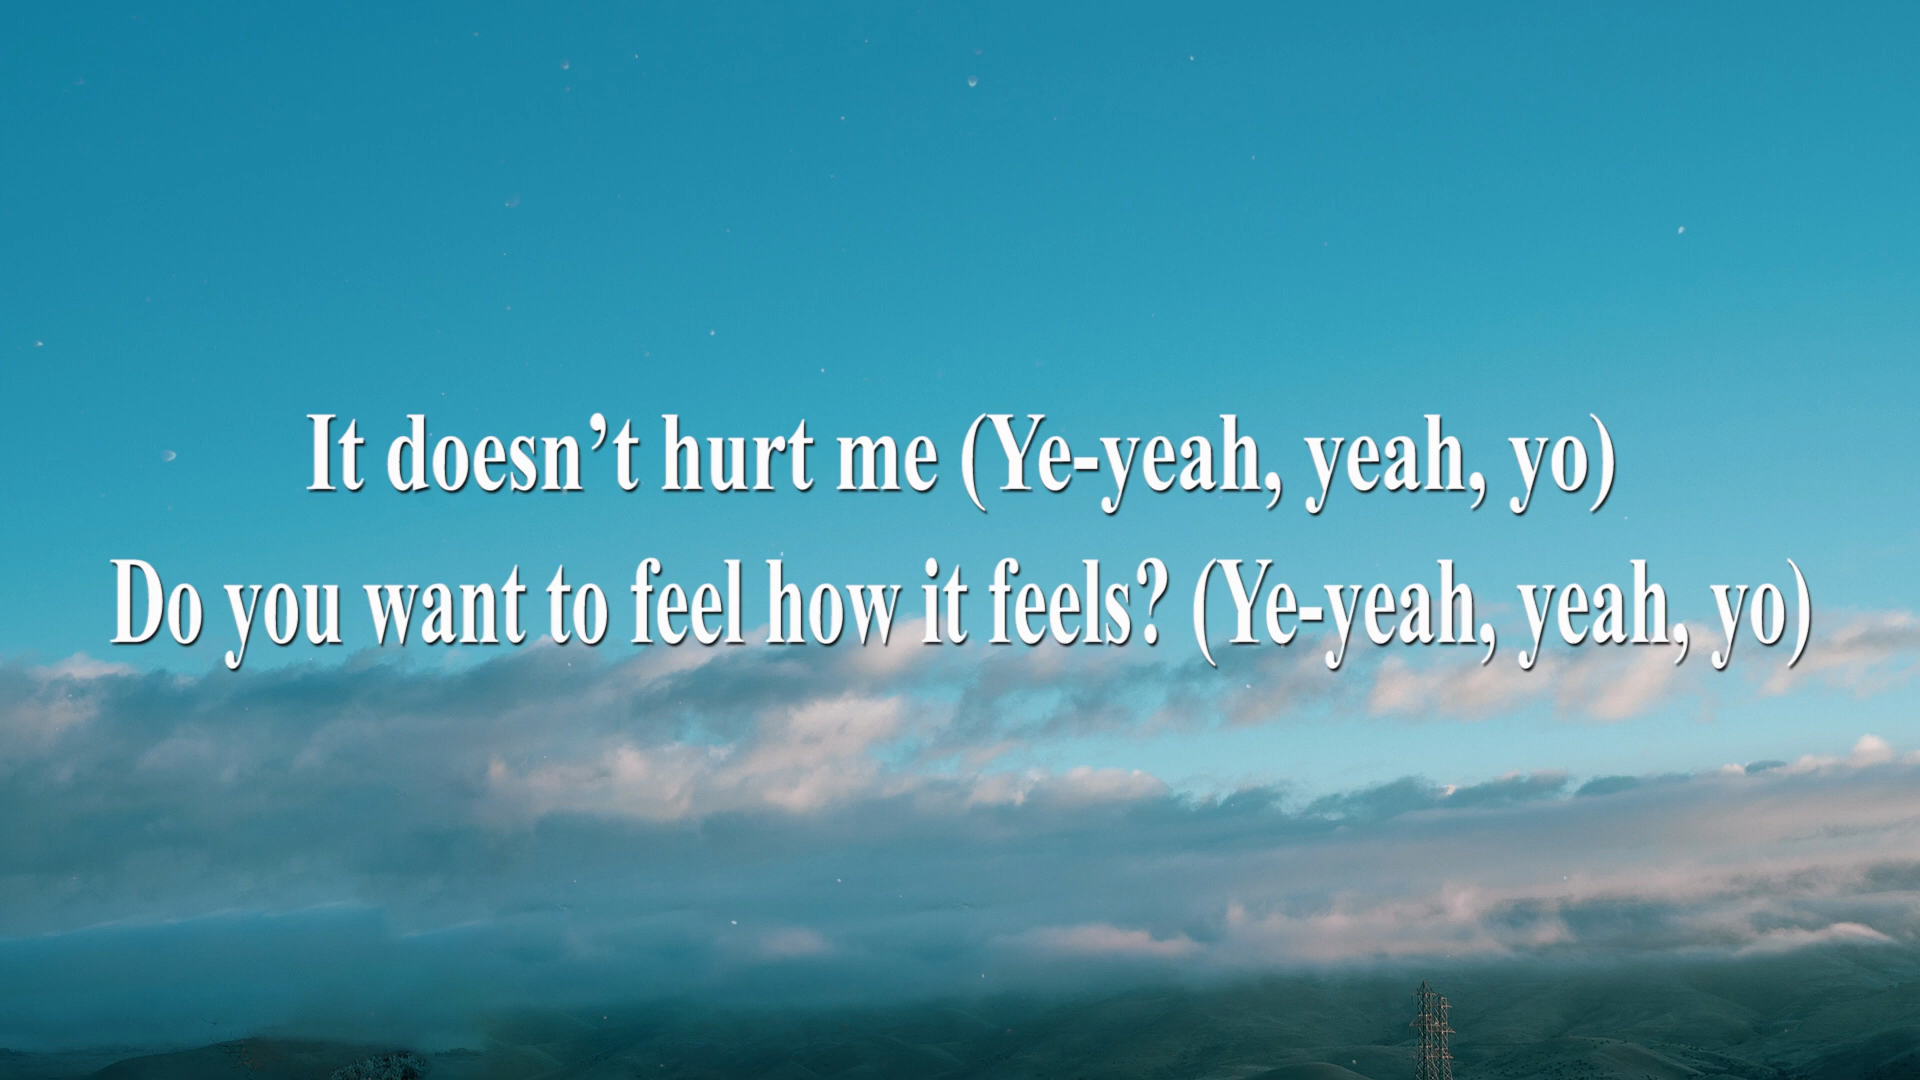 It doesn’t hurt me (Ye-yeah, yeah, yo)
Do you want to feel how it feels? (Ye-yeah, yeah, yo)